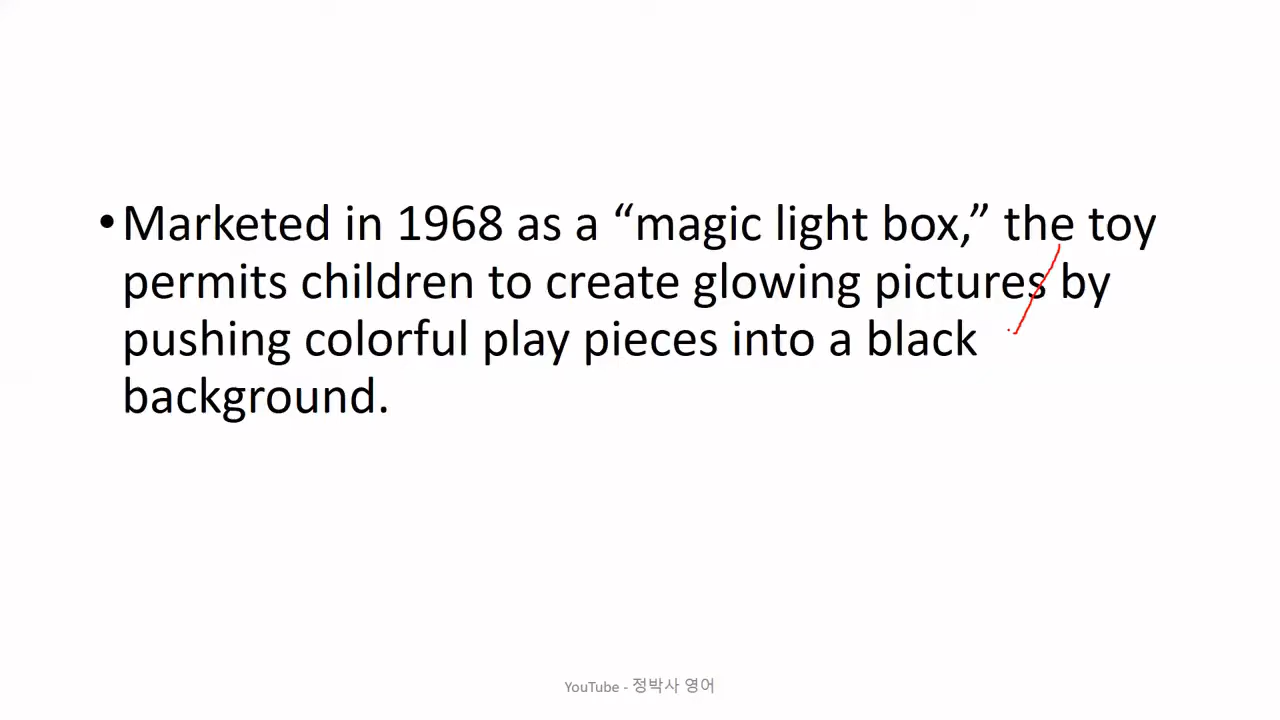 •Marketed in 1968 as a “magic light box,” the toy
permits children to create glowing pictures by
pushing colorful play pieces into a black
background.
YouTube - 정박사 영어